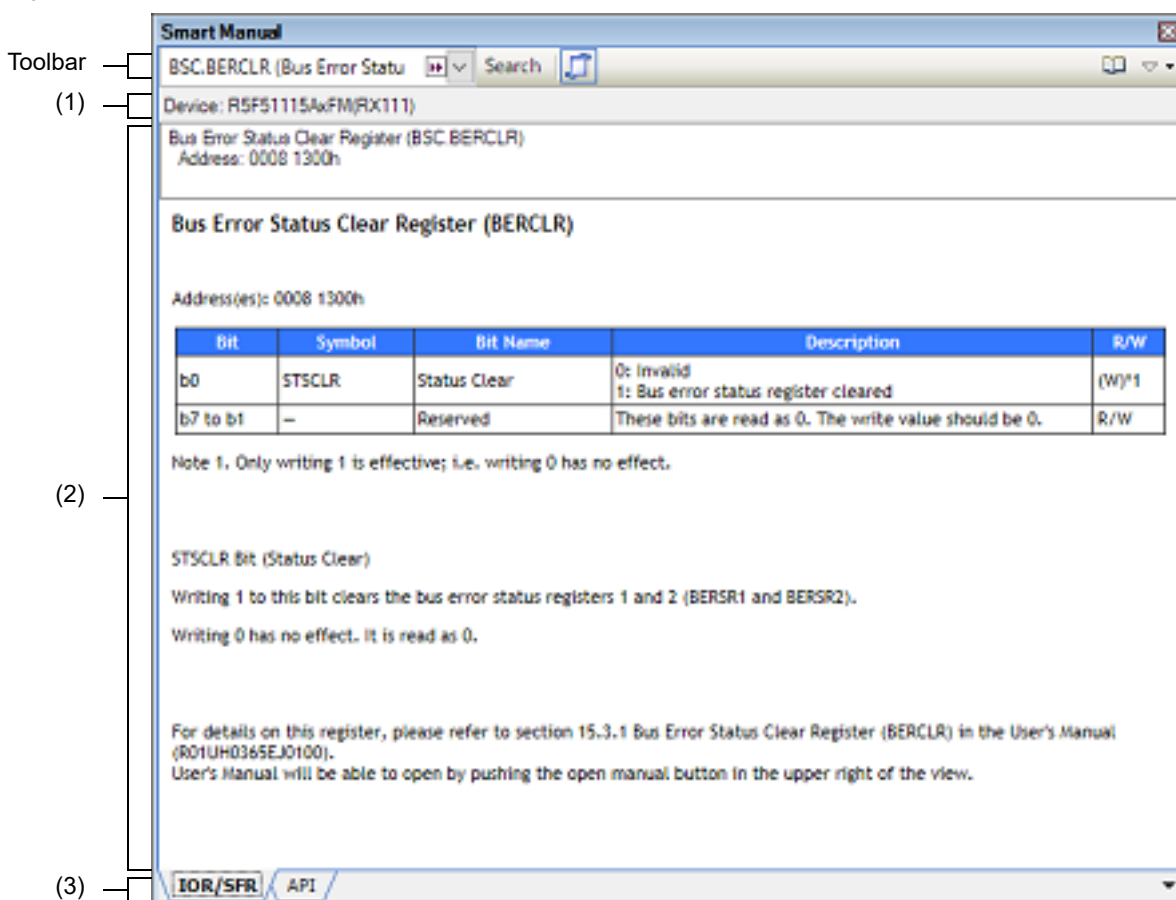 Smart Manual
Toolbar
BSC.BERCLR (Bus Error Statu
Search
(1)
Device: R5F51115AxFM(RX111)
Bus Error Status Clear Register (BSC.BERCLR)
Address: 0008 1300h
Bus Error Status Clear Register (BERCLR)
Address(es): 0008 1300h
Bit Symbol Bit Name Description R/W
b0 STSCLR Status Clear 0: Invalid (W)*1
1: Bus error status register cleared
b7 to b1 — Reserved These bits are read as 0. The write value should be 0. R/W
Note 1. Only writing 1 is effective; i.e. writing 0 has no effect.
(2)
STSCLR Bit (Status Clear)
Writing 1 to this bit clears the bus error status registers 1 and 2 (BERSR1 and BERSR2).
Writing 0 has no effect. It is read as 0.
For details on this register, please refer to section 15.3.1 Bus Error Status Clear Register (BERCLR) in the User's Manual
(R01UH0365EJ0100).
User's Manual will be able to open by pushing the open manual button in the upper right of the view.
(3)
IOR/SFR API